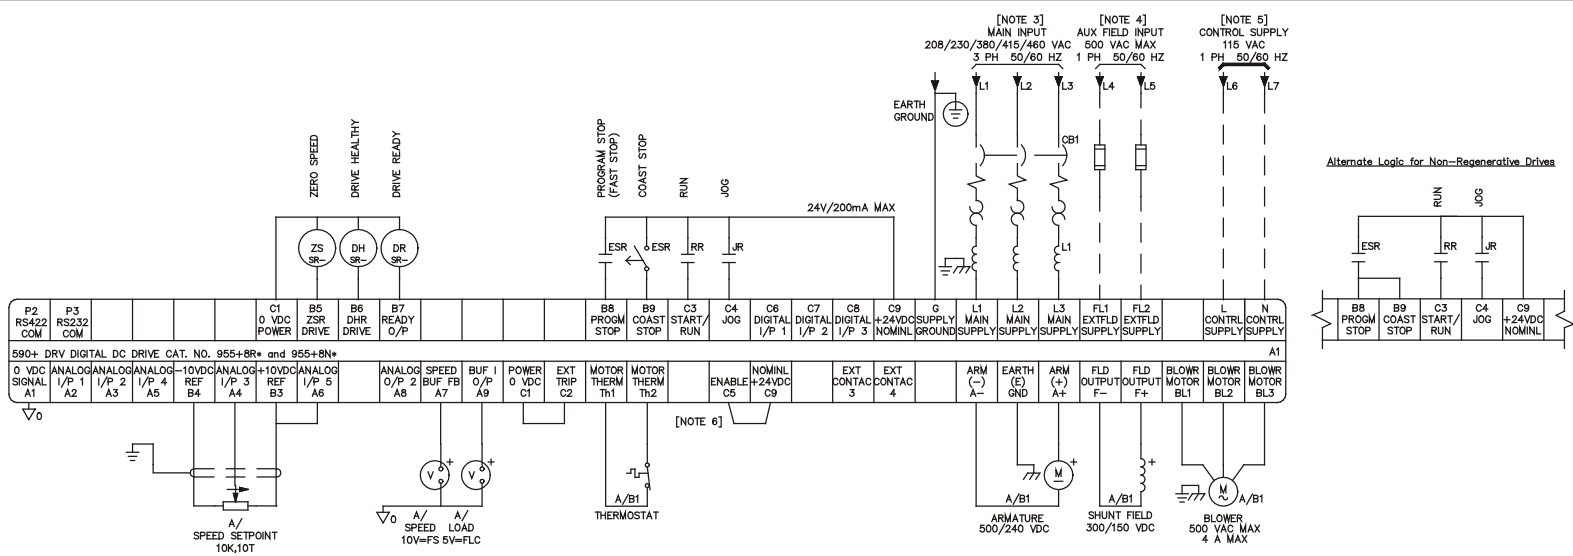 [NOTE 3]
MAIN INPUT
208/230/380/415/460 VAC
3 PH 50/60 HZ
[NOTE 4]
AUX FIELD INPUT
500 VAC MAX
1 PH 50/60 HZ
[NOTE 5]
CONTROL SUPPLY
115 VAC
1 PH 50/60 HZ
L1
L2
L3
L4
L5
L6
L7
EARTH
GROUND
CB1
L1
ZERO SPEED
DRIVE HEALTHY
DRIVE READY
PROGRAM STOP
(FAST STOP)
COAST STOP
RUN
JOG
24V/200mA MAX
ZS
SR-
DH
SR-
DR
SR-
ESR
ESR
RR
JR
Alternate Logic for Non-Regenerative Drives
RUN
JOG
ESR
RR
JR
P2
RS422
COM
P3
RS232
COM
C1
0 VDC
POWER
B5
ZSR
DRIVE
B6
DHR
DRIVE
B7
READY
O/P
B8
PROGM
STOP
B9
COAST
STOP
C3
START/
RUN
C4
JOG
C6
DIGITAL
I/P 1
C7
DIGITAL
I/P 2
C8
DIGITAL
I/P 3
C9
+24VDC
NOMINL
G
SUPPLY
GROUND
L1
MAIN
SUPPLY
L2
MAIN
SUPPLY
L3
MAIN
SUPPLY
FL1
EXTFLD
SUPPLY
FL2
EXTFLD
SUPPLY
L
CONTRL
SUPPLY
N
CONTRL
SUPPLY
B8
PROGM
STOP
B9
COAST
STOP
C3
START/
RUN
C4
JOG
C9
+24VDC
NOMINL
590+ DRV DIGITAL DC DRIVE CAT. NO. 955+8R* and 955+8N*
A1
0 VDC
SIGNAL
A1
ANALOG
I/P 1
A2
ANALOG
I/P 2
A3
ANALOG
I/P 4
A5
-10VDC
REF
B4
ANALOG
I/P 3
A4
+10VDC
REF
B3
ANALOG
I/P 5
A6
ANALOG
O/P 2
A8
SPEED
BUF FB
A7
BUF I
O/P
A9
POWER
0 VDC
C1
EXT
TRIP
C2
MOTOR
THERM
Th1
MOTOR
THERM
Th2
ENABLE
C5
NOMINL
+24VDC
C9
EXT
CONTAC
3
EXT
CONTAC
4
ARM
(-)
A-
EARTH
(E)
GND
ARM
(+)
A+
FLD
OUTPUT
F-
FLD
OUTPUT
F+
BLOWR
MOTOR
BL1
BLOWR
MOTOR
BL2
BLOWR
MOTOR
BL3
0
[NOTE 6]
A/
SPEED SETPOINT
10K,10T
V
+
V
+
0
A/
SPEED
10V=FS
A/
LOAD
5V=FLC
A/B1
THERMOSTAT
M
+
A/B1
ARMATURE
500/240 VDC
+
A/B1
SHUNT FIELD
300/150 VDC
M
~
A/B1
BLOWER
500 VAC MAX
4 A MAX